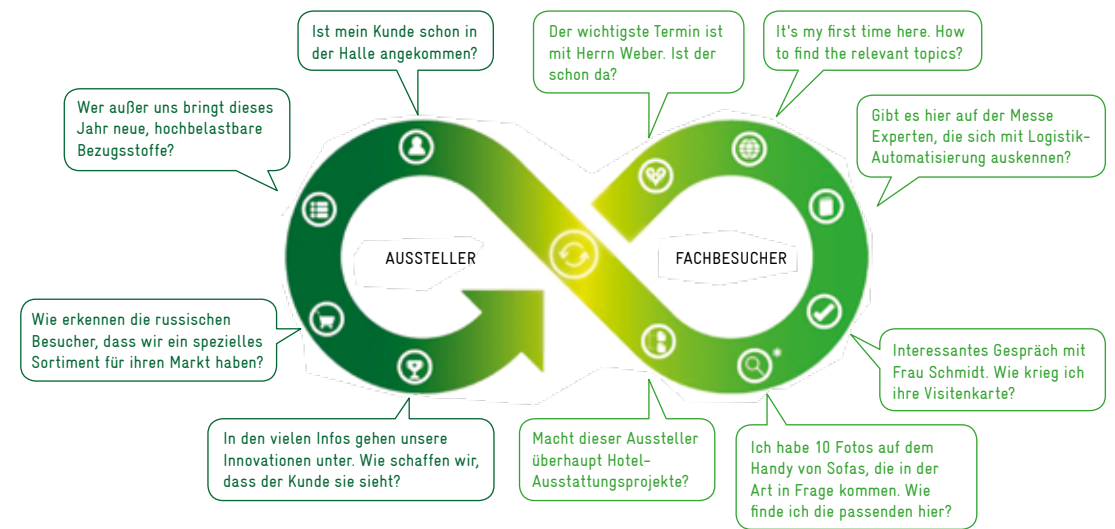 Ist mein Kunde schon in
der Halle angekommen?
Der wichtigste Termin ist
mit Herrn Weber. Ist der
schon da?
It's my first time here. How
to find the relevant topics?
Wer außer uns bringt dieses
Jahr neue, hochbelastbare
Bezugsstoffe?
Gibt es hier auf der Messe
Experten, die sich mit Logistik-
Automatisierung auskennen?
AUSSTELLER
FACHBESUCHER
Wie erkennen die russischen
Besucher, dass wir ein spezielles
Sortiment für ihren Markt haben?
*
Interessantes Gespräch mit
Frau Schmidt. Wie krieg ich
ihre Visitenkarte?
In den vielen Infos gehen unsere
Innovationen unter. Wie schaffen wir,
dass der Kunde sie sieht?
Macht dieser Aussteller
überhaupt Hotel-
Ausstattungsprojekte?
Ich habe 10 Fotos auf dem
Handy von Sofas, die in der
Art in Frage kommen. Wie
finde ich die passenden hier?